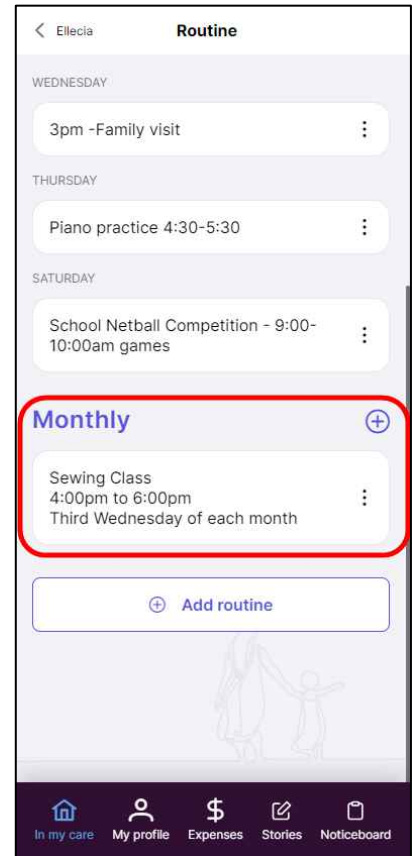 Ellecia Routine
WEDNESDAY
3pm -Family visit
THURSDAY
Piano practice 4:30-5:30
SATURDAY
School Netball Competition - 9:00-
10:00am games
Monthly
Sewing Class
4:00pm to 6:00pm
Third Wednesday of each month
Add routine
In my care My profile Expenses Stories Noticeboard